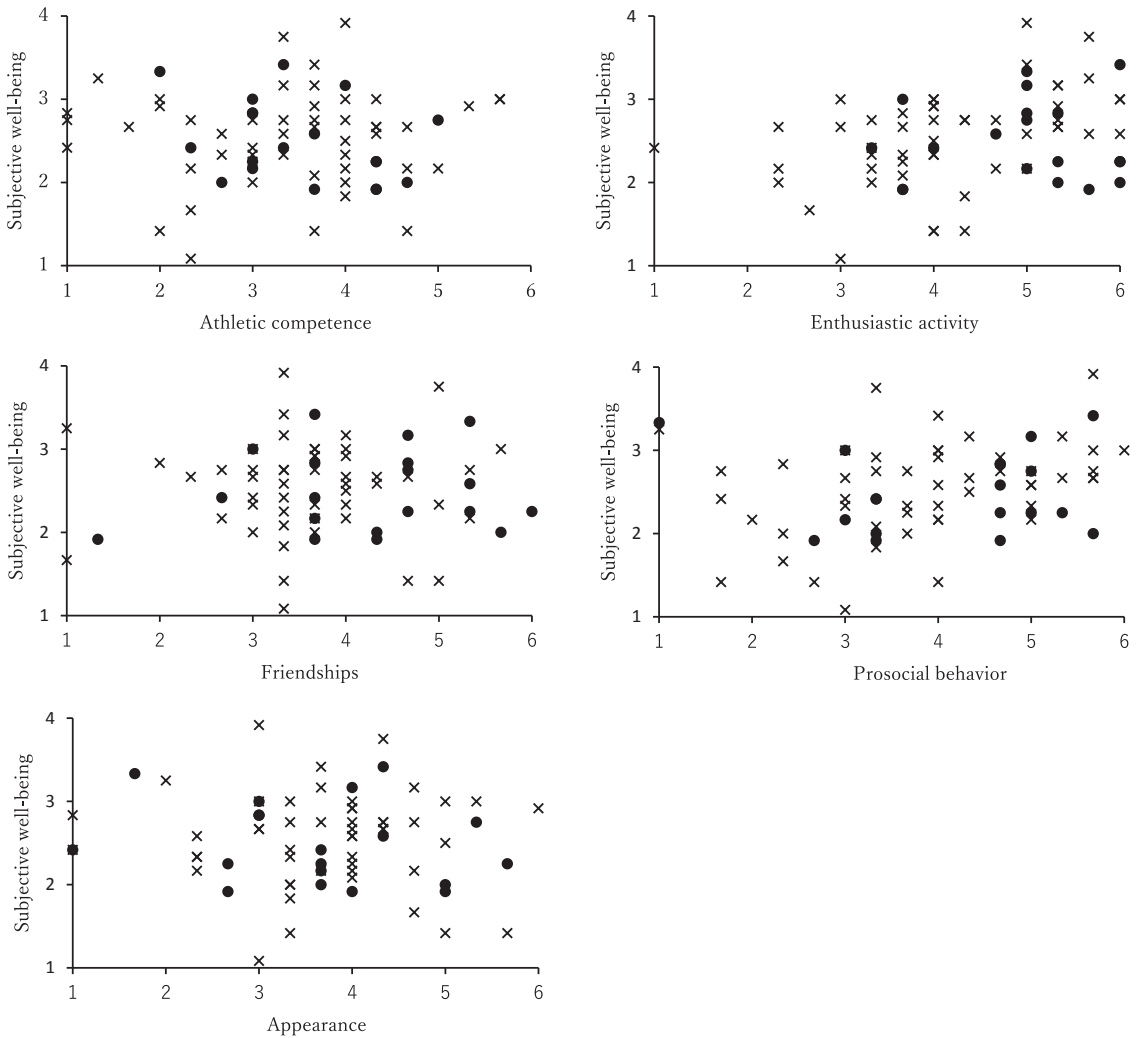 Subjective well-being
4
3
2
1
1 2 3 4 5 6
Athletic competence
Subjective well-being
4
3
2
1
1 2 3 4 5 6
Enthusiastic activity
Subjective well-being
4
3
2
1
1 2 3 4 5 6
Friendships
Subjective well-being
4
3
2
1
1 2 3 4 5 6
Prosocial behavior
Subjective well-being
4
3
2
1
1 2 3 4 5 6
Appearance